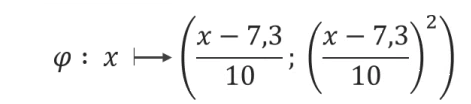 φ : x ⟼ ( (x − 7,3)/10 ; ( (x − 7,3)/10 )² )